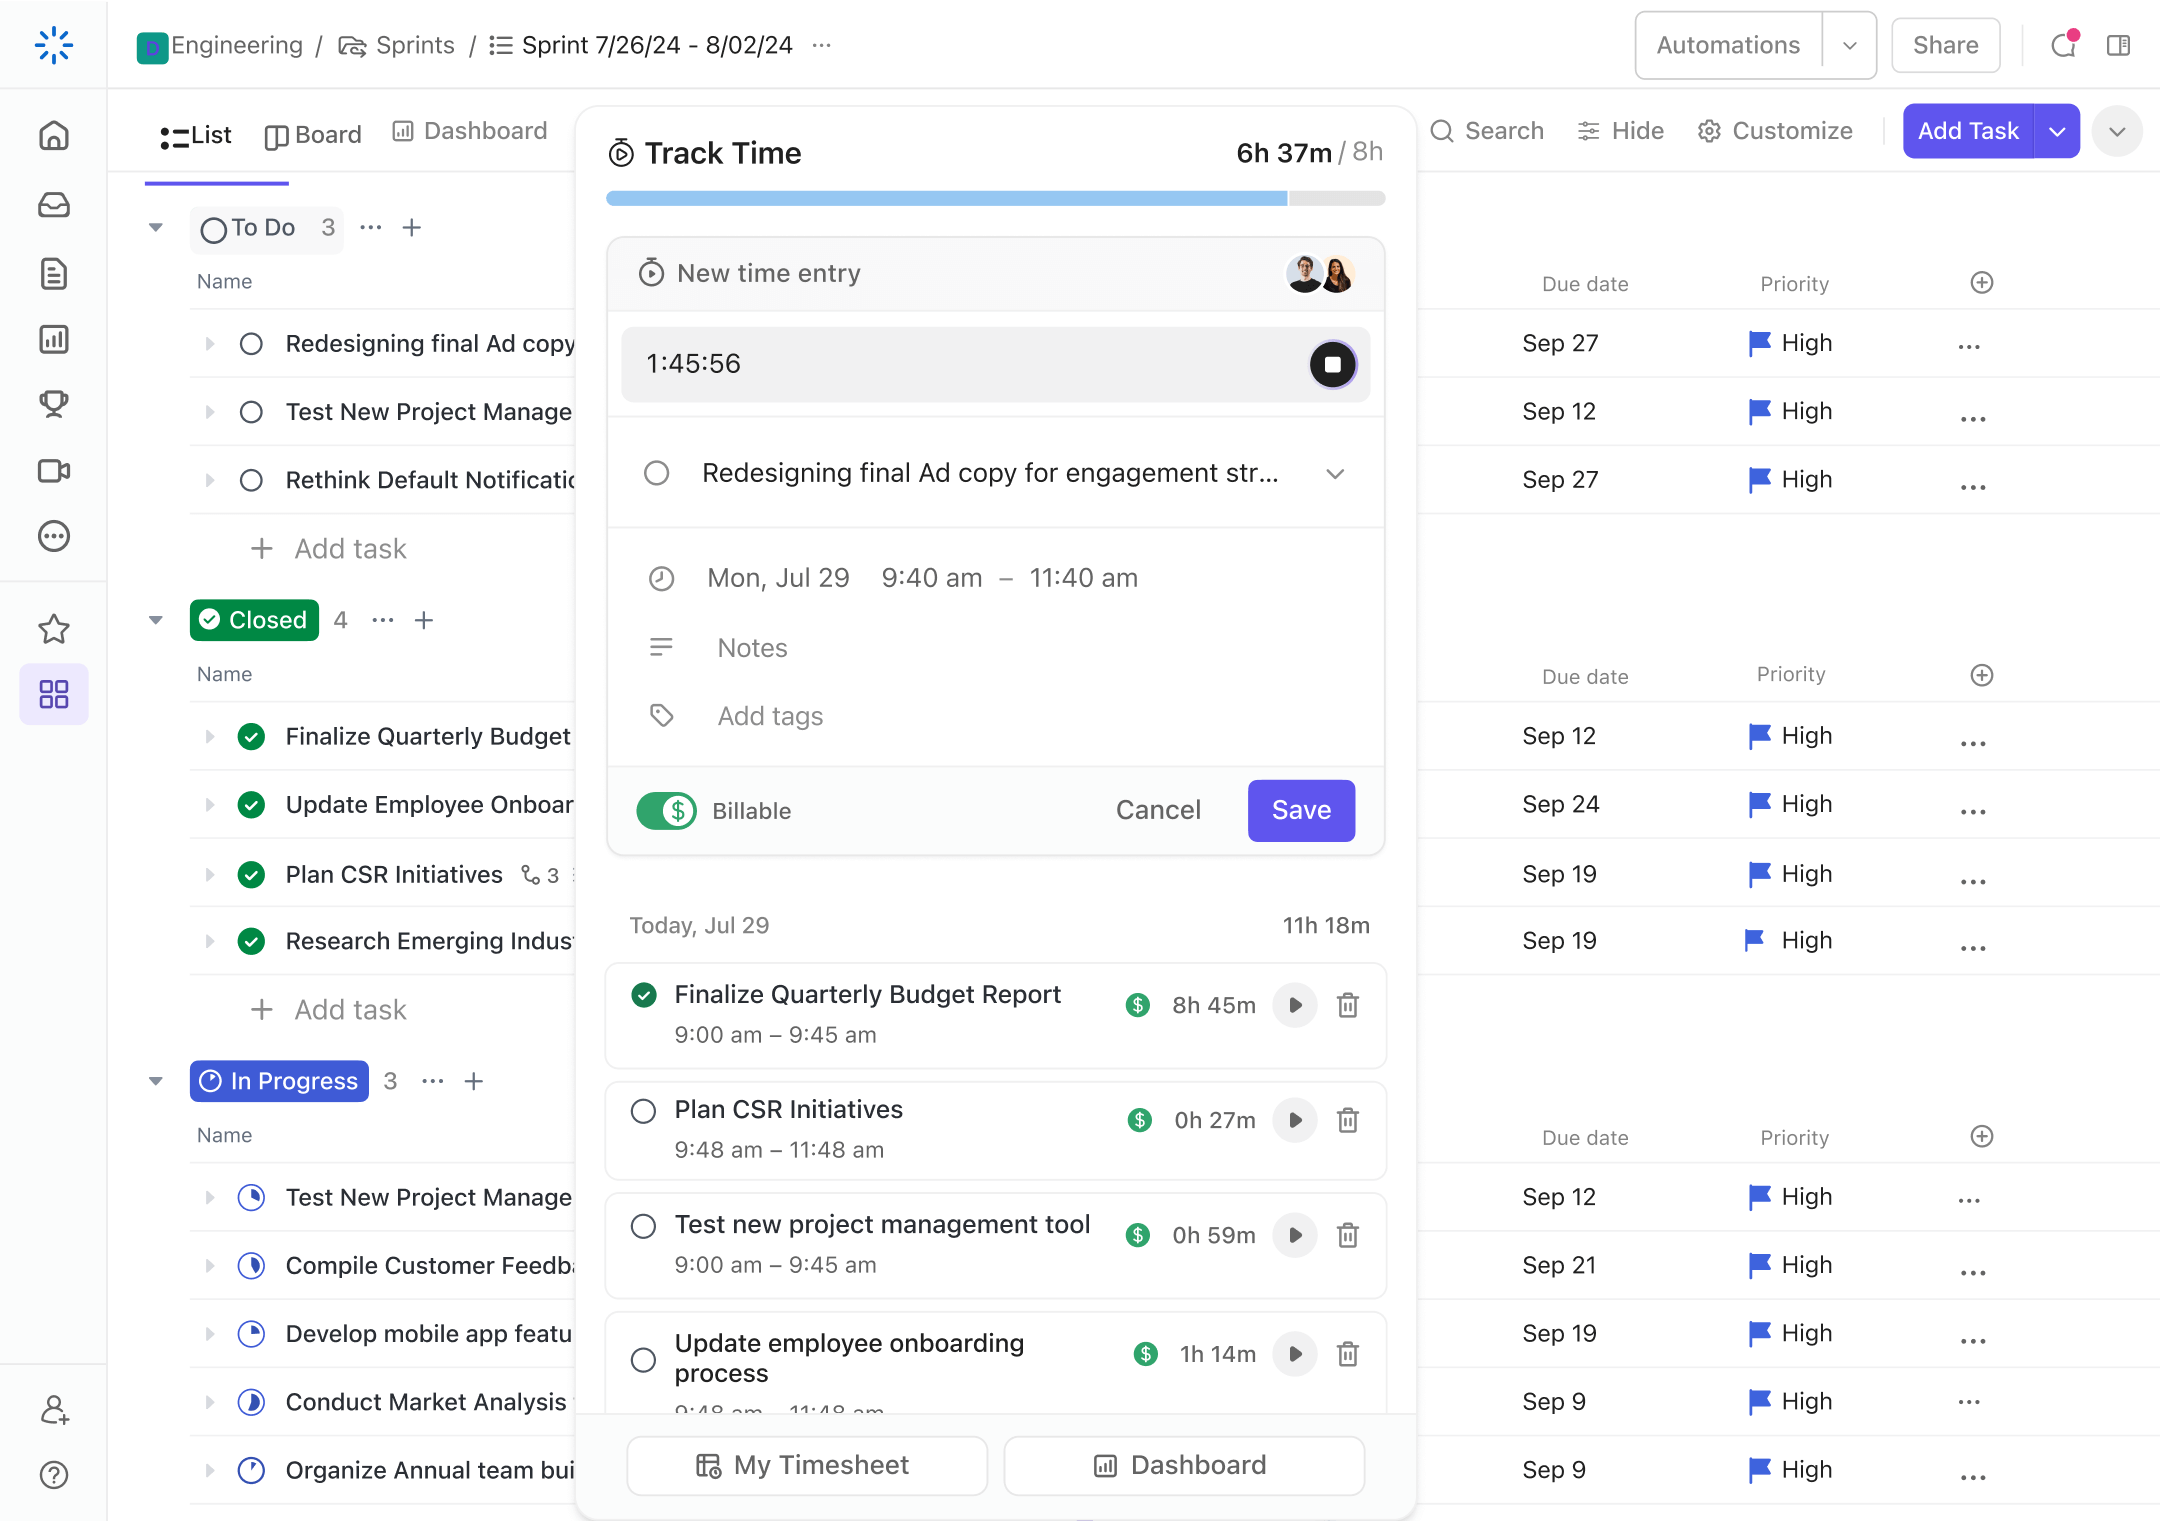 D Engineering / Sprints / Sprint 7/26/24 - 8/02/24 ...
Automations
Share
List
Board
Dashboard
Search
Hide
Customize
Add Task
To Do 3 ... +
Name
Due date
Priority
Redesigning final Ad copy
Sep 27
High
Test New Project Manage
Sep 12
High
Rethink Default Notificatio
Sep 27
High
+ Add task
Closed 4 ... +
Name
Due date
Priority
Finalize Quarterly Budget
Sep 12
High
Update Employee Onboar
Sep 24
High
Plan CSR Initiatives 3
Sep 19
High
Research Emerging Indust
Sep 19
High
+ Add task
In Progress 3 ... +
Name
Due date
Priority
Test New Project Manage
Sep 12
High
Compile Customer Feedba
Sep 21
High
Develop mobile app featu
Sep 19
High
Conduct Market Analysis
Sep 9
High
Organize Annual team bui
Sep 9
High
Track Time
6h 37m / 8h
New time entry
1:45:56
Redesigning final Ad copy for engagement str...
Mon, Jul 29 9:40 am – 11:40 am
Notes
Add tags
$ Billable
Cancel
Save
Today, Jul 29
11h 18m
Finalize Quarterly Budget Report
9:00 am – 9:45 am
$ 8h 45m
Plan CSR Initiatives
9:48 am – 11:48 am
$ 0h 27m
Test new project management tool
9:00 am – 9:45 am
$ 0h 59m
Update employee onboarding
process
9:48 am – 11:48 am
$ 1h 14m
My Timesheet
Dashboard